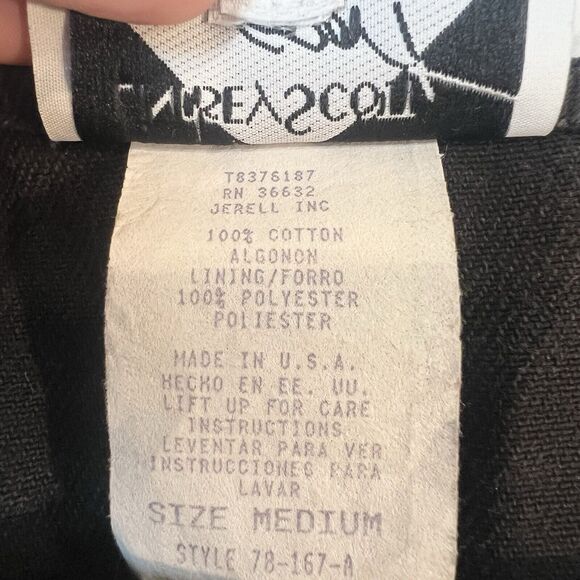 T8376187
RN 36632
JERELL INC
100% COTTON
ALGONON
LINING/FORRO
100% POLYESTER
POLIESTER
MADE IN U.S.A.
HECHO EN EE. UU.
LIFT UP FOR CARE
INSTRUCTIONS
LEVENTAR PARA VER
INSTRUCCIONES PARA
LAVAR
SIZE MEDIUM
STYLE 78-167-A